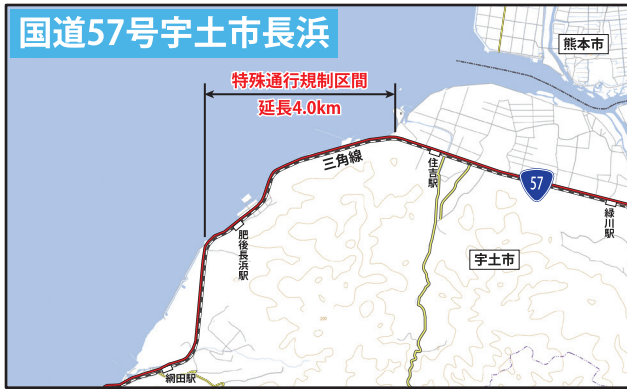 国道57号宇土市長浜
熊本市
特殊通行規制区間
延長4.0km
三角線
住吉駅
57
緑川駅
肥後長浜駅
宇土市
網田駅